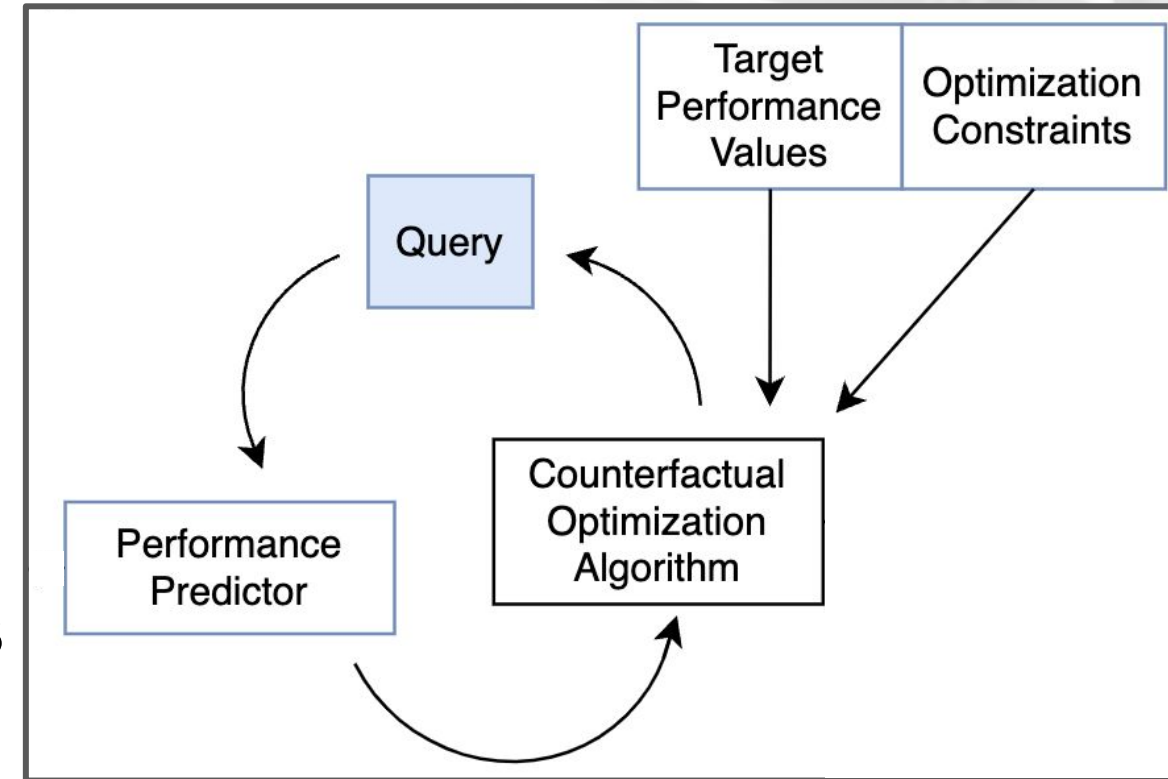 Target
Performance
Values
Optimization
Constraints
Query
Counterfactual
Optimization
Algorithm
Performance
Predictor